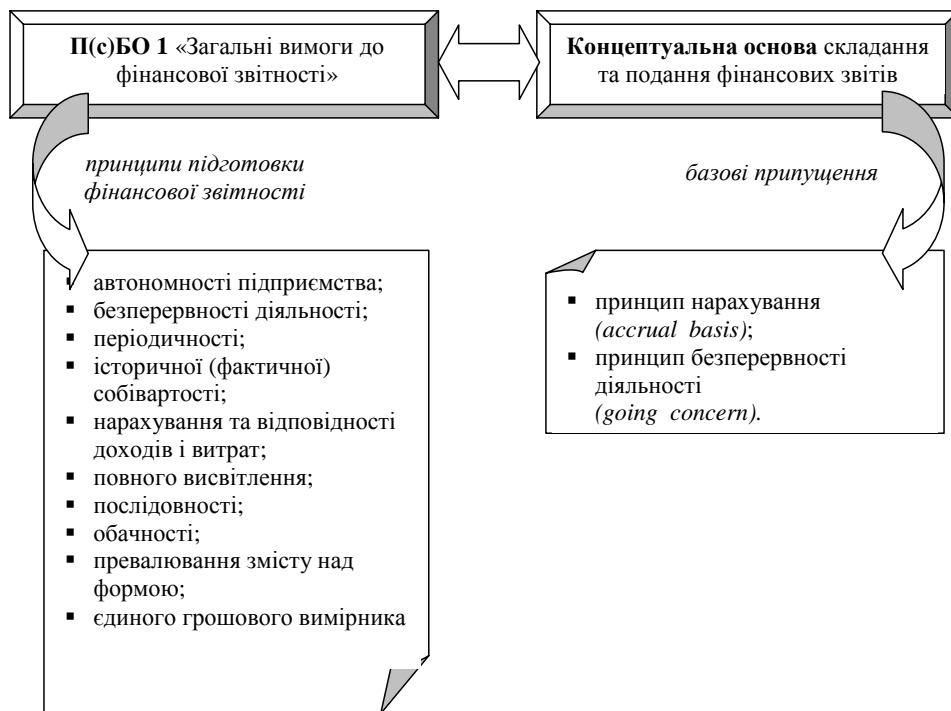 П(с)БО 1 «Загальні вимоги до
фінансової звітності»
Концептуальна основа складання
та подання фінансових звітів
принципи підготовки
фінансової звітності
базові припущення
▪ автономності підприємства;
▪ безперервності діяльності;
▪ періодичності;
▪ історичної (фактичної)
собівартості;
▪ нарахування та відповідності
доходів і витрат;
▪ повного висвітлення;
▪ послідовності;
▪ обачності;
▪ превалювання змісту над
формою;
▪ єдиного грошового вимірника
▪ принцип нарахування
(accrual basis);
▪ принцип безперервності
діяльності
(going concern).